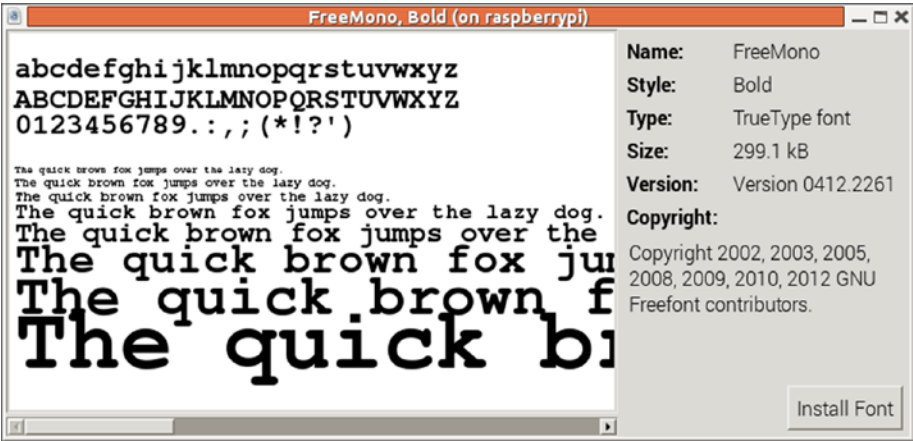 FreeMono, Bold (on raspberrypi)
abcdefghijklmnopqrstuvwxyz
ABCDEFGHIJKLMNOPQRSTUVWXYZ
0123456789.:,;(*!?')
The quick brown fox jumps over the lazy dog.
The quick brown fox jumps over the lazy dog.
The quick brown fox jumps over the lazy dog.
The quick brown fox jumps over the lazy dog.
The quick brown fox jumps over the
The quick brown fox jum
The quick brown f
The quick br
Name: FreeMono
Style: Bold
Type: TrueType font
Size: 299.1 kB
Version: Version 0412.2261
Copyright:
Copyright 2002, 2003, 2005,
2008, 2009, 2010, 2012 GNU
Freefont contributors.
Install Font